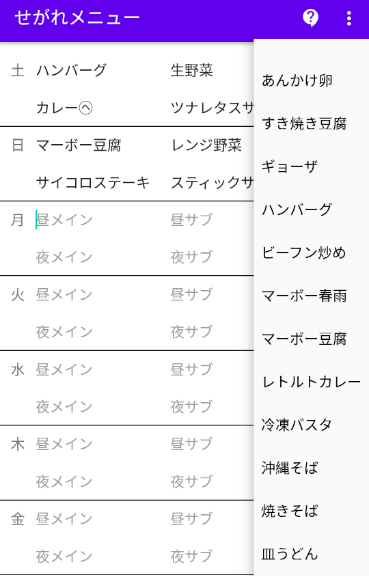 せがれメニュー
土 ハンバーグ 生野菜
カレー㋬ ツナレタスサ
日 マーボー豆腐 レンジ野菜
サイコロステーキ スティックサ
月 昼メイン 昼サブ
夜メイン 夜サブ
火 昼メイン 昼サブ
夜メイン 夜サブ
水 昼メイン 昼サブ
夜メイン 夜サブ
木 昼メイン 昼サブ
夜メイン 夜サブ
金 昼メイン 昼サブ
夜メイン 夜サブ
あんかけ卵
すき焼き豆腐
ギョーザ
ハンバーグ
ビーフン炒め
マーボー春雨
マーボー豆腐
レトルトカレー
冷凍パスタ
沖縄そば
焼きそば
皿うどん